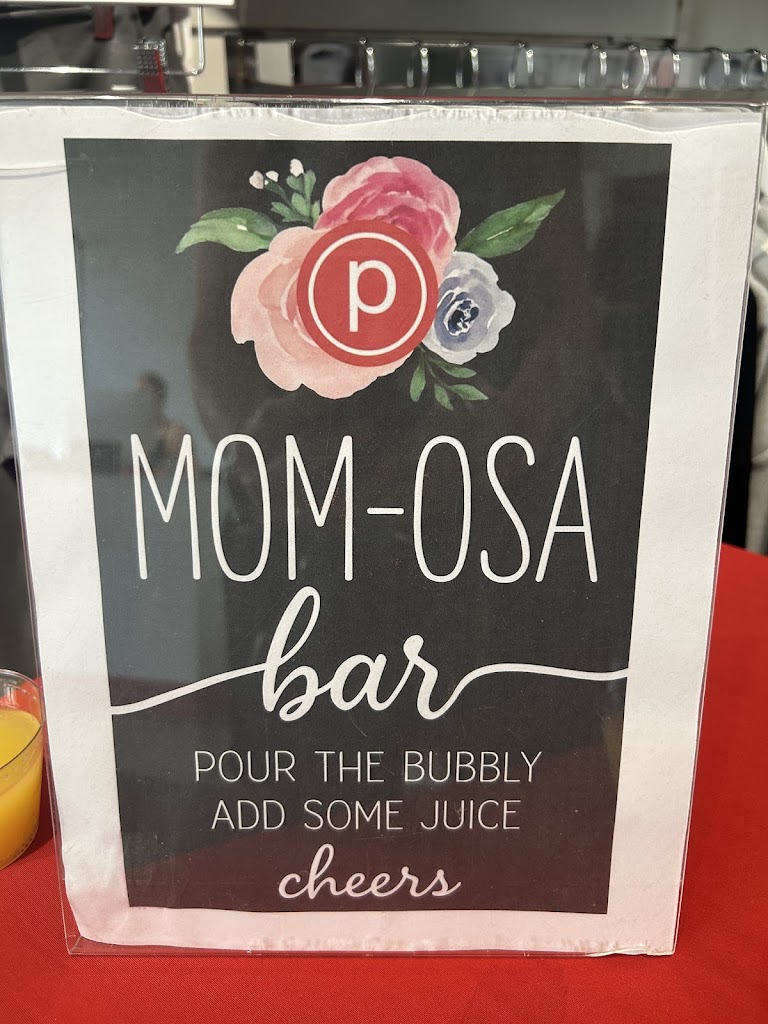 p
MOM-OSA
bar
POUR THE BUBBLY
ADD SOME JUICE
cheers